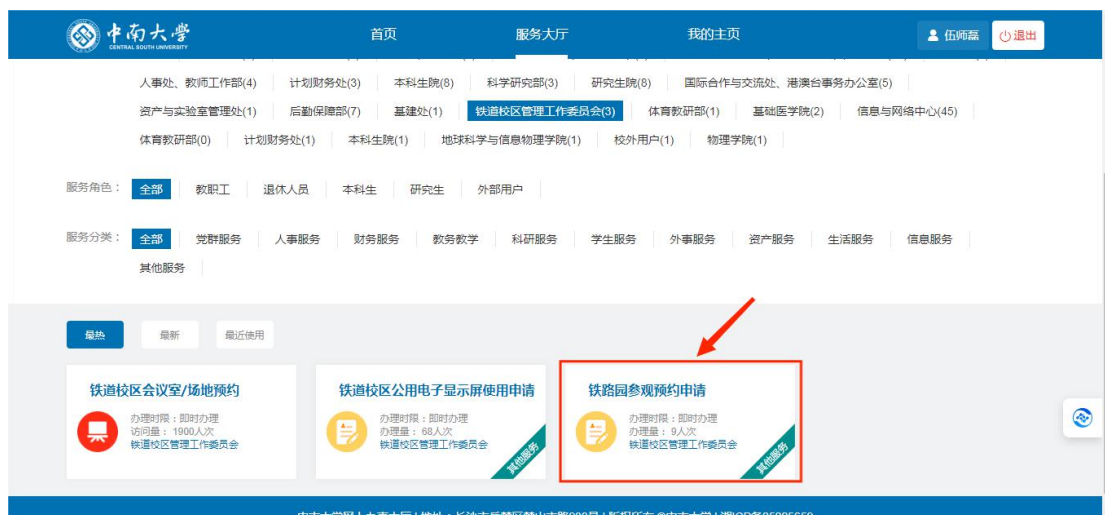 中南大学 CENTRAL SOUTH UNIVERSITY 首页 服务大厅 我的主页 伍师磊 退出
人事处、教师工作部(4) 计划财务处(3) 本科生院(8) 科学研究部(3) 研究生院(8) 国际合作与交流处、港澳台事务办公室(5)
资产与实验室管理处(1) 后勤保障部(7) 基建处(1) 铁道校区管理工作委员会(3) 体育教研部(1) 基础医学院(2) 信息与网络中心(45)
体育教研部(0) 计划财务处(1) 本科生院(1) 地球科学与信息物理学院(1) 校外用户(1) 物理学院(1)
服务角色: 全部 教职工 退休人员 本科生 研究生 外部用户
服务分类: 全部 党群服务 人事服务 财务服务 教务教学 科研服务 学生服务 外事服务 资产服务 生活服务 信息服务
其他服务
最热 最新 最近使用
铁道校区会议室/场地预约
办理时限:即时办理
访问量: 1900人次
铁道校区管理工作委员会
铁道校区公用电子显示屏使用申请
办理时限:即时办理
办理量: 68人次
铁道校区管理工作委员会
其他服务
铁路园参观预约申请
办理时限:即时办理
办理量: 9人次
铁道校区管理工作委员会
其他服务